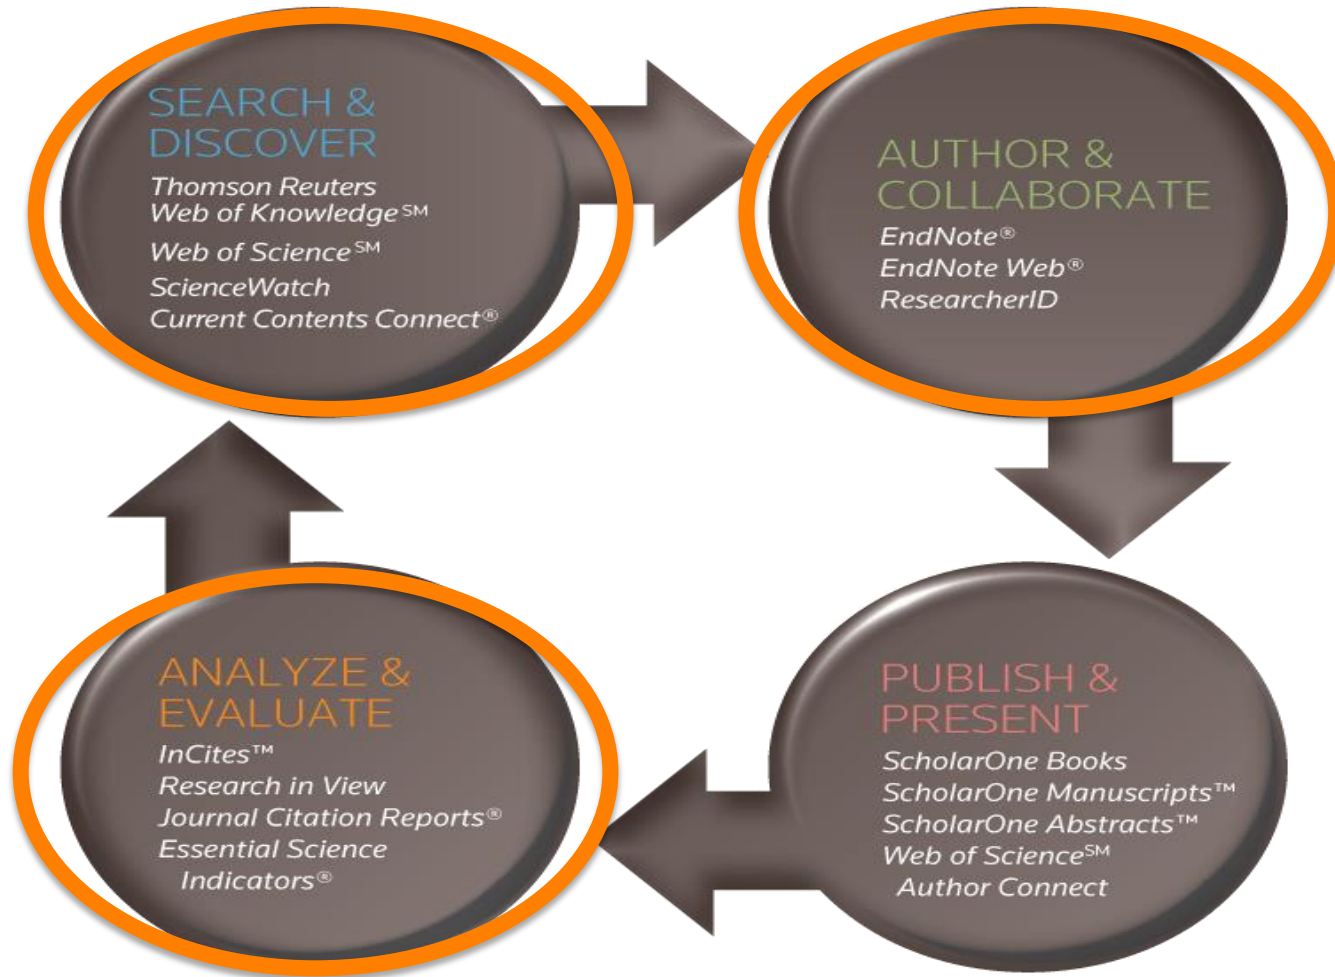 SEARCH &
DISCOVER
Thomson Reuters
Web of Knowledge℠
Web of Science℠
ScienceWatch
Current Contents Connect®
AUTHOR &
COLLABORATE
EndNote®
EndNote Web®
ResearcherID
ANALYZE &
EVALUATE
InCites™
Research in View
Journal Citation Reports®
Essential Science
Indicators®
PUBLISH &
PRESENT
ScholarOne Books
ScholarOne Manuscripts™
ScholarOne Abstracts™
Web of Science℠
Author Connect